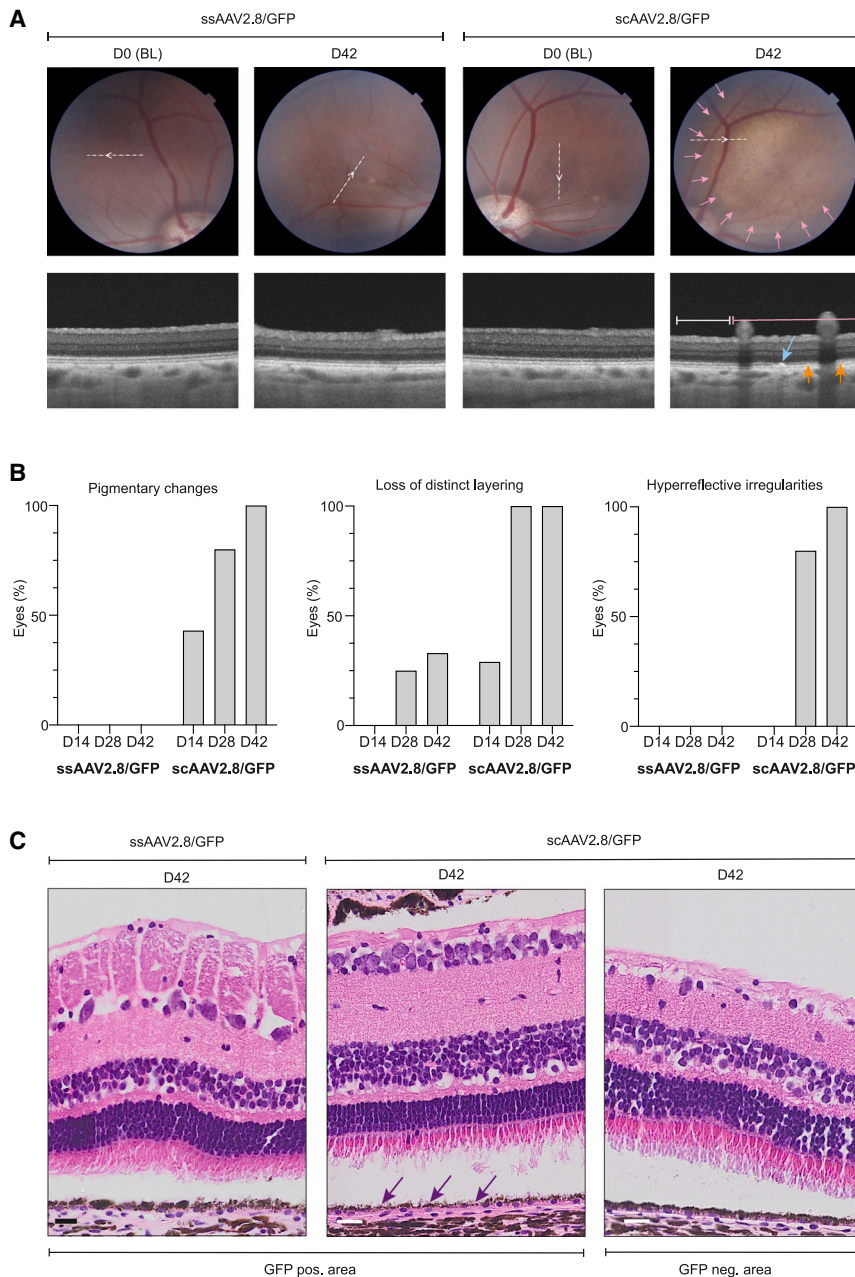 A
ssAAV2.8/GFP
scAAV2.8/GFP
D0 (BL)
D42
D0 (BL)
D42
B
Pigmentary changes
Loss of distinct layering
Hyperreflective irregularities
100
50
0
Eyes (%)
D14 D28 D42
D14 D28 D42
ssAAV2.8/GFP
scAAV2.8/GFP
100
50
0
Eyes (%)
D14 D28 D42
D14 D28 D42
ssAAV2.8/GFP
scAAV2.8/GFP
100
50
0
Eyes (%)
D14 D28 D42
D14 D28 D42
ssAAV2.8/GFP
scAAV2.8/GFP
C
ssAAV2.8/GFP
scAAV2.8/GFP
D42
D42
D42
GFP pos. area
GFP neg. area